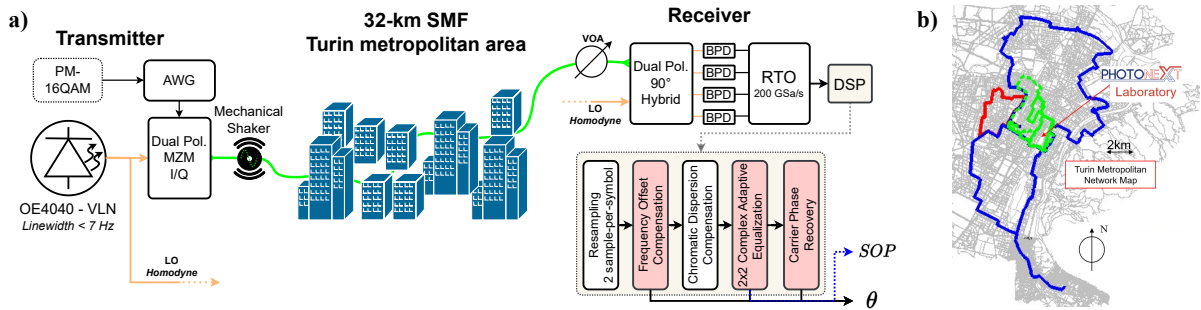 a)
Transmitter
PM-
16QAM
AWG
Dual Pol.
MZM
I/Q
Mechanical
Shaker
OE4040 - VLN
Linewidth < 7 Hz
LO
Homodyne
32-km SMF
Turin metropolitan area
Receiver
VOA
LO
Homodyne
Dual Pol.
90°
Hybrid
BPD
BPD
BPD
BPD
RTO
200 GSa/s
DSP
Resampling
2 sample-per-symbol
Frequency Offset
Compensation
Chromatic Dispersion
Compensation
2x2 Complex Adaptive
Equalization
Carrier Phase
Recovery
SOP
θ
b)
PHOTONEXT
Laboratory
2km
Turin Metropolitan
Network Map
N